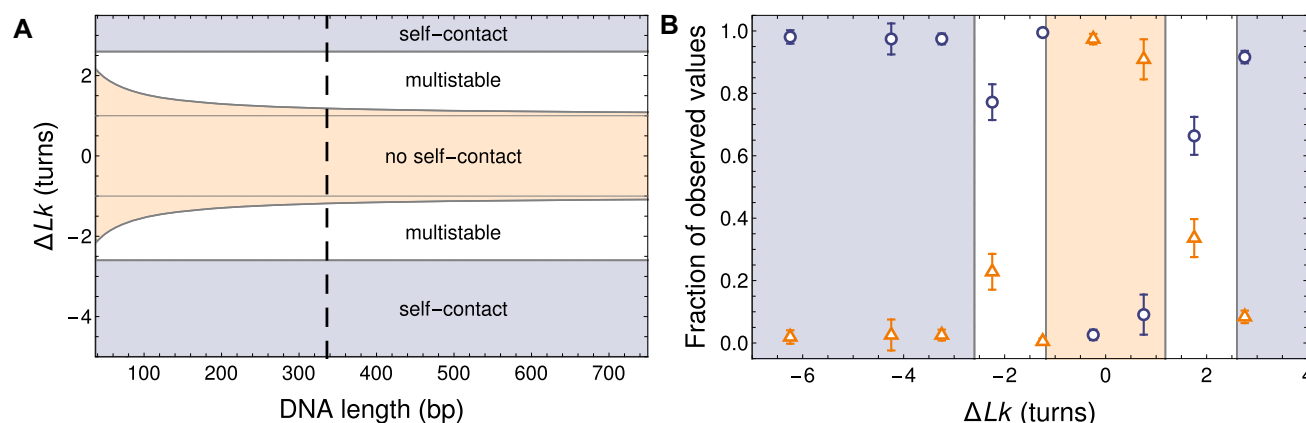 A
self−contact
multistable
no self−contact
multistable
self−contact
2
0
−2
−4
ΔLk (turns)
100 200 300 400 500 600 700
DNA length (bp)
B
1.0
0.8
0.6
0.4
0.2
0.0
Fraction of observed values
−6 −4 −2 0 2 4
ΔLk (turns)